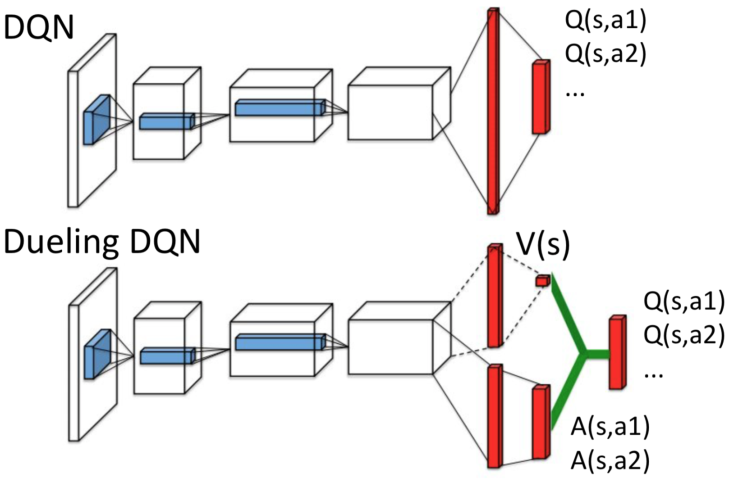 DQN
Q(s,a1)
Q(s,a2)
...
Dueling DQN
V(s)
Q(s,a1)
Q(s,a2)
...
A(s,a1)
A(s,a2)